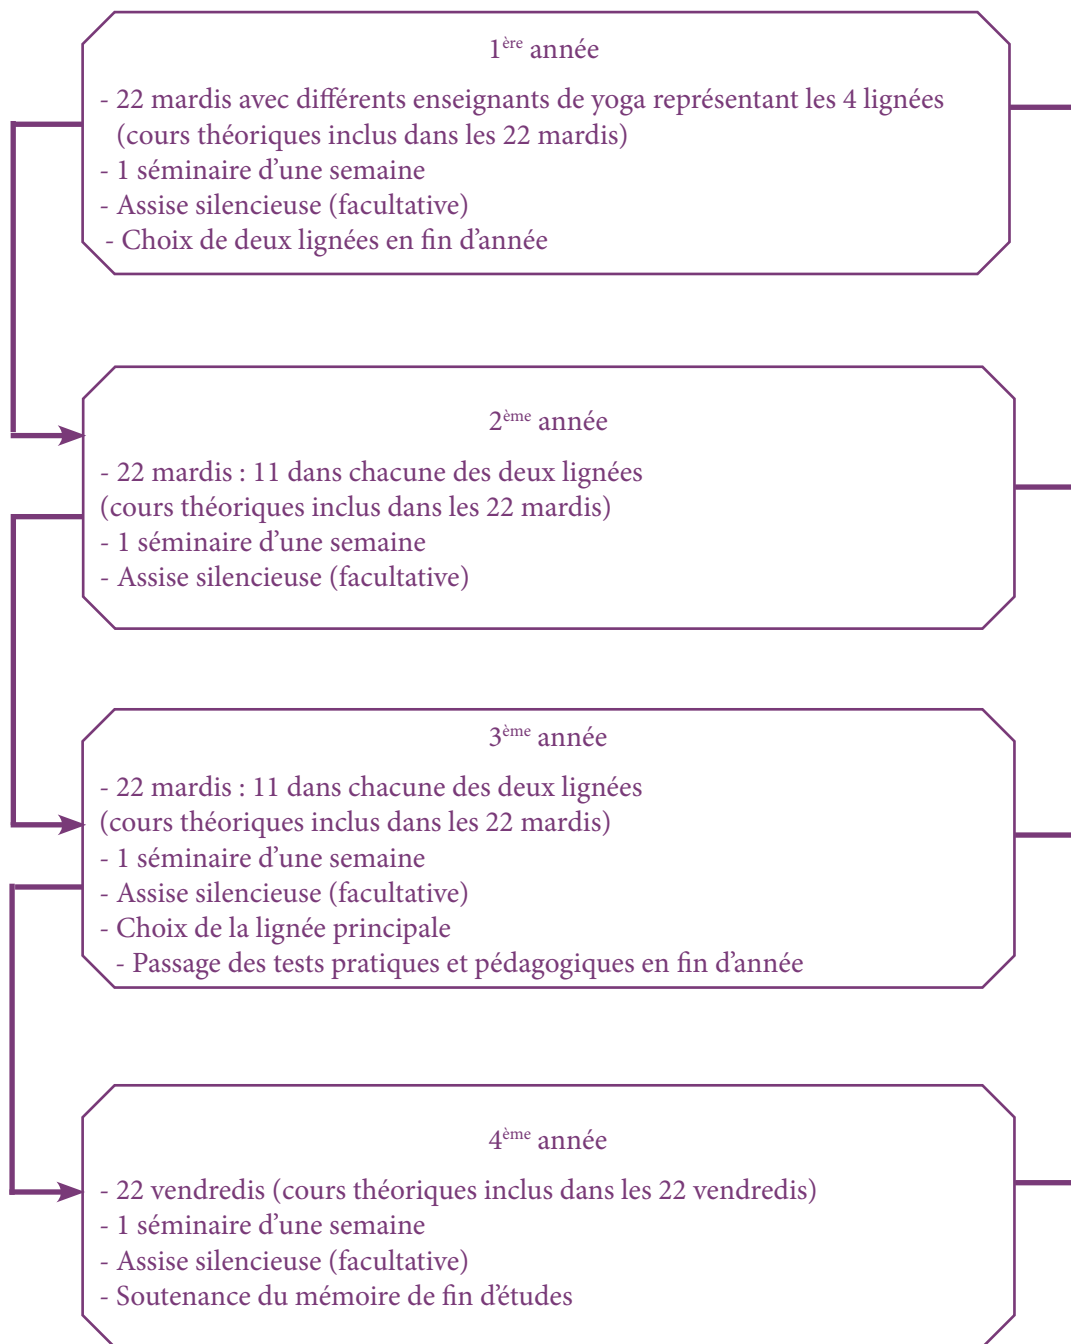 1ère année
- 22 mardis avec différents enseignants de yoga représentant les 4 lignées
(cours théoriques inclus dans les 22 mardis)
- 1 séminaire d’une semaine
- Assise silencieuse (facultative)
- Choix de deux lignées en fin d’année
2ème année
- 22 mardis : 11 dans chacune des deux lignées
(cours théoriques inclus dans les 22 mardis)
- 1 séminaire d’une semaine
- Assise silencieuse (facultative)
3ème année
- 22 mardis : 11 dans chacune des deux lignées
(cours théoriques inclus dans les 22 mardis)
- 1 séminaire d’une semaine
- Assise silencieuse (facultative)
- Choix de la lignée principale
- Passage des tests pratiques et pédagogiques en fin d’année
4ème année
- 22 vendredis (cours théoriques inclus dans les 22 vendredis)
- 1 séminaire d’une semaine
- Assise silencieuse (facultative)
- Soutenance du mémoire de fin d’études